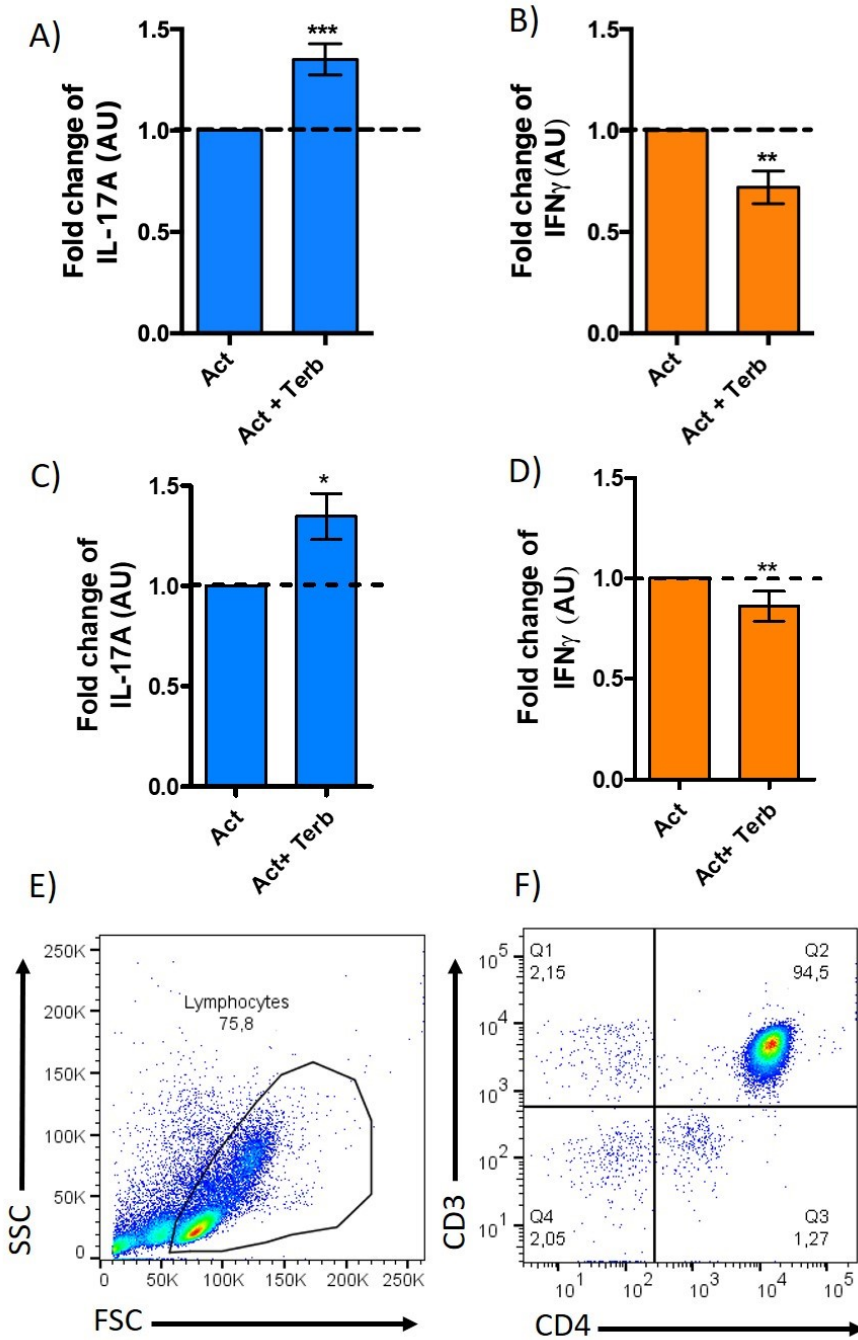 A)
Fold change of
IL-17A (AU)
1.5
1.0
0.5
0.0
***
Act
Act + Terb
B)
Fold change of
IFNγ (AU)
1.5
1.0
0.5
0.0
**
Act
Act + Terb
C)
Fold change of
IL-17A (AU)
1.5
1.0
0.5
0.0
*
Act
Act+ Terb
D)
Fold change of
IFNγ (AU)
1.5
1.0
0.5
0.0
**
Act
Act+ Terb
E)
SSC
250K
200K
150K
100K
50K
0
Lymphocytes
75,8
0
50K
100K
150K
200K
250K
FSC
F)
CD3
10^5
10^4
10^3
10^2
10^1
Q1
2,15
Q2
94,5
Q4
2,05
Q3
1,27
10^1
10^2
10^3
10^4
10^5
CD4